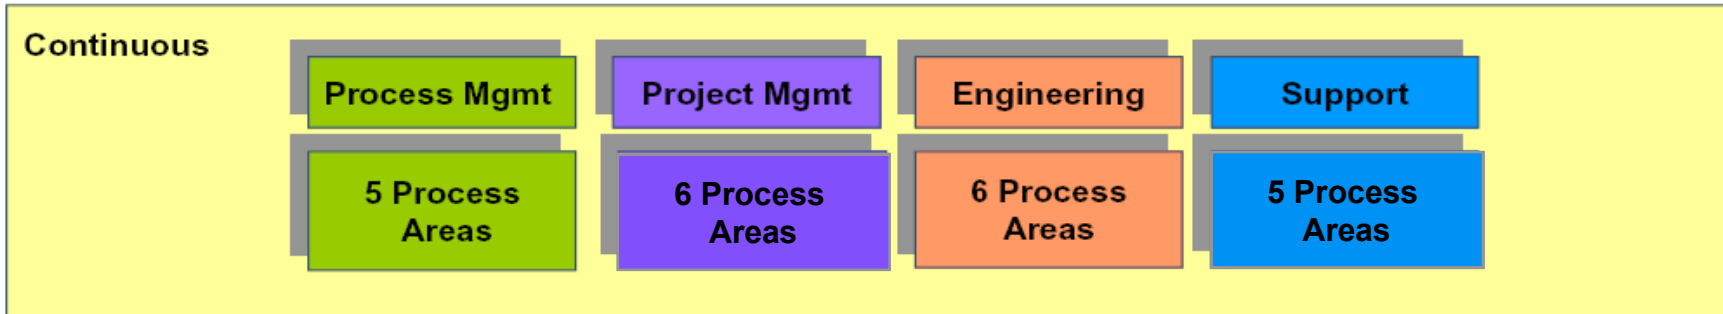 Continuous
Process Mgmt
Project Mgmt
Engineering
Support
5 Process
Areas
6 Process
Areas
6 Process
Areas
5 Process
Areas